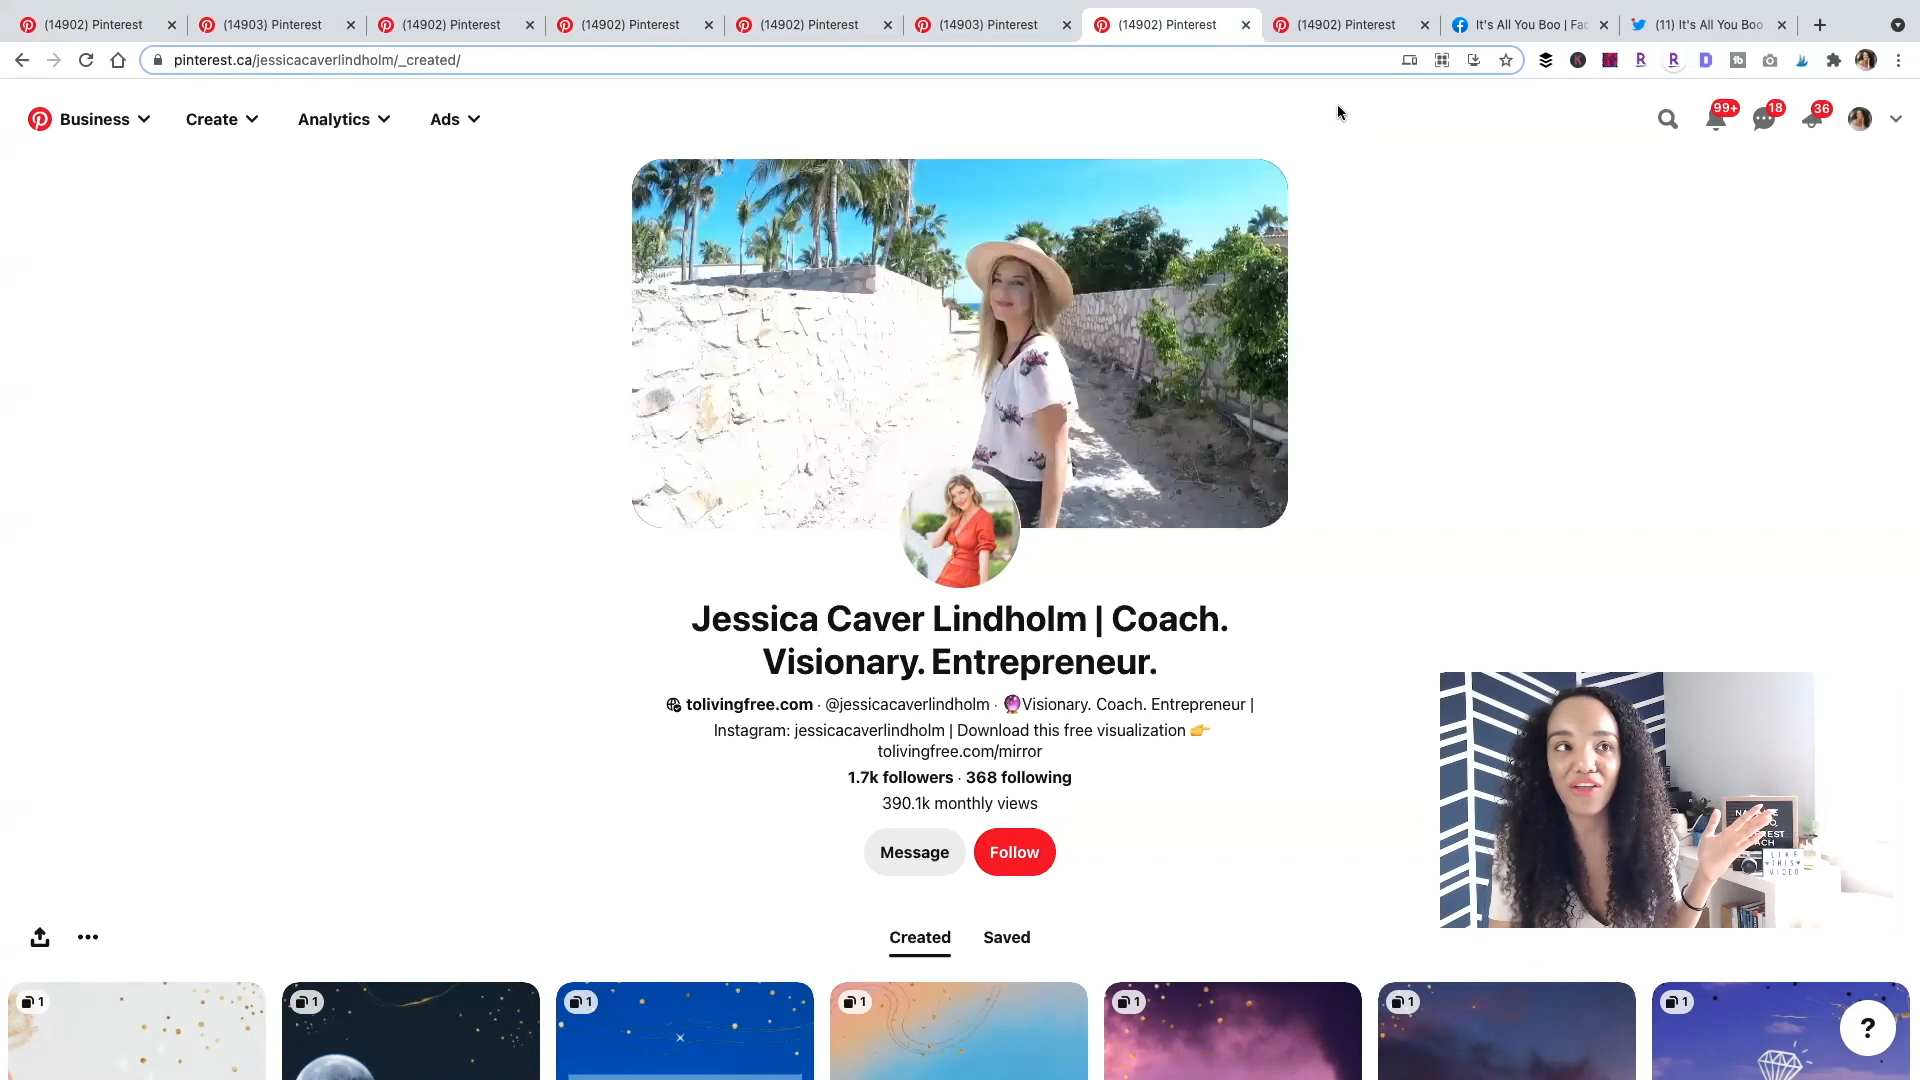 (14902) Pinterest
(14903) Pinterest
(14902) Pinterest
(14902) Pinterest
(14902) Pinterest
(14903) Pinterest
(14902) Pinterest
(14902) Pinterest
It's All You Boo | Fac
(11) It's All You Boo
pinterest.ca/jessicacaverlindholm/_created/
Business
Create
Analytics
Ads
99+
18
36
Jessica Caver Lindholm | Coach.
Visionary. Entrepreneur.
tolivingfree.com · @jessicacaverlindholm · 🔮Visionary. Coach. Entrepreneur |
Instagram: jessicacaverlindholm | Download this free visualization 👉
tolivingfree.com/mirror
1.7k followers · 368 following
390.1k monthly views
Message
Follow
LIKE
THIS
VIDEO
Created
Saved
1
1
1
1
1
1
1
?